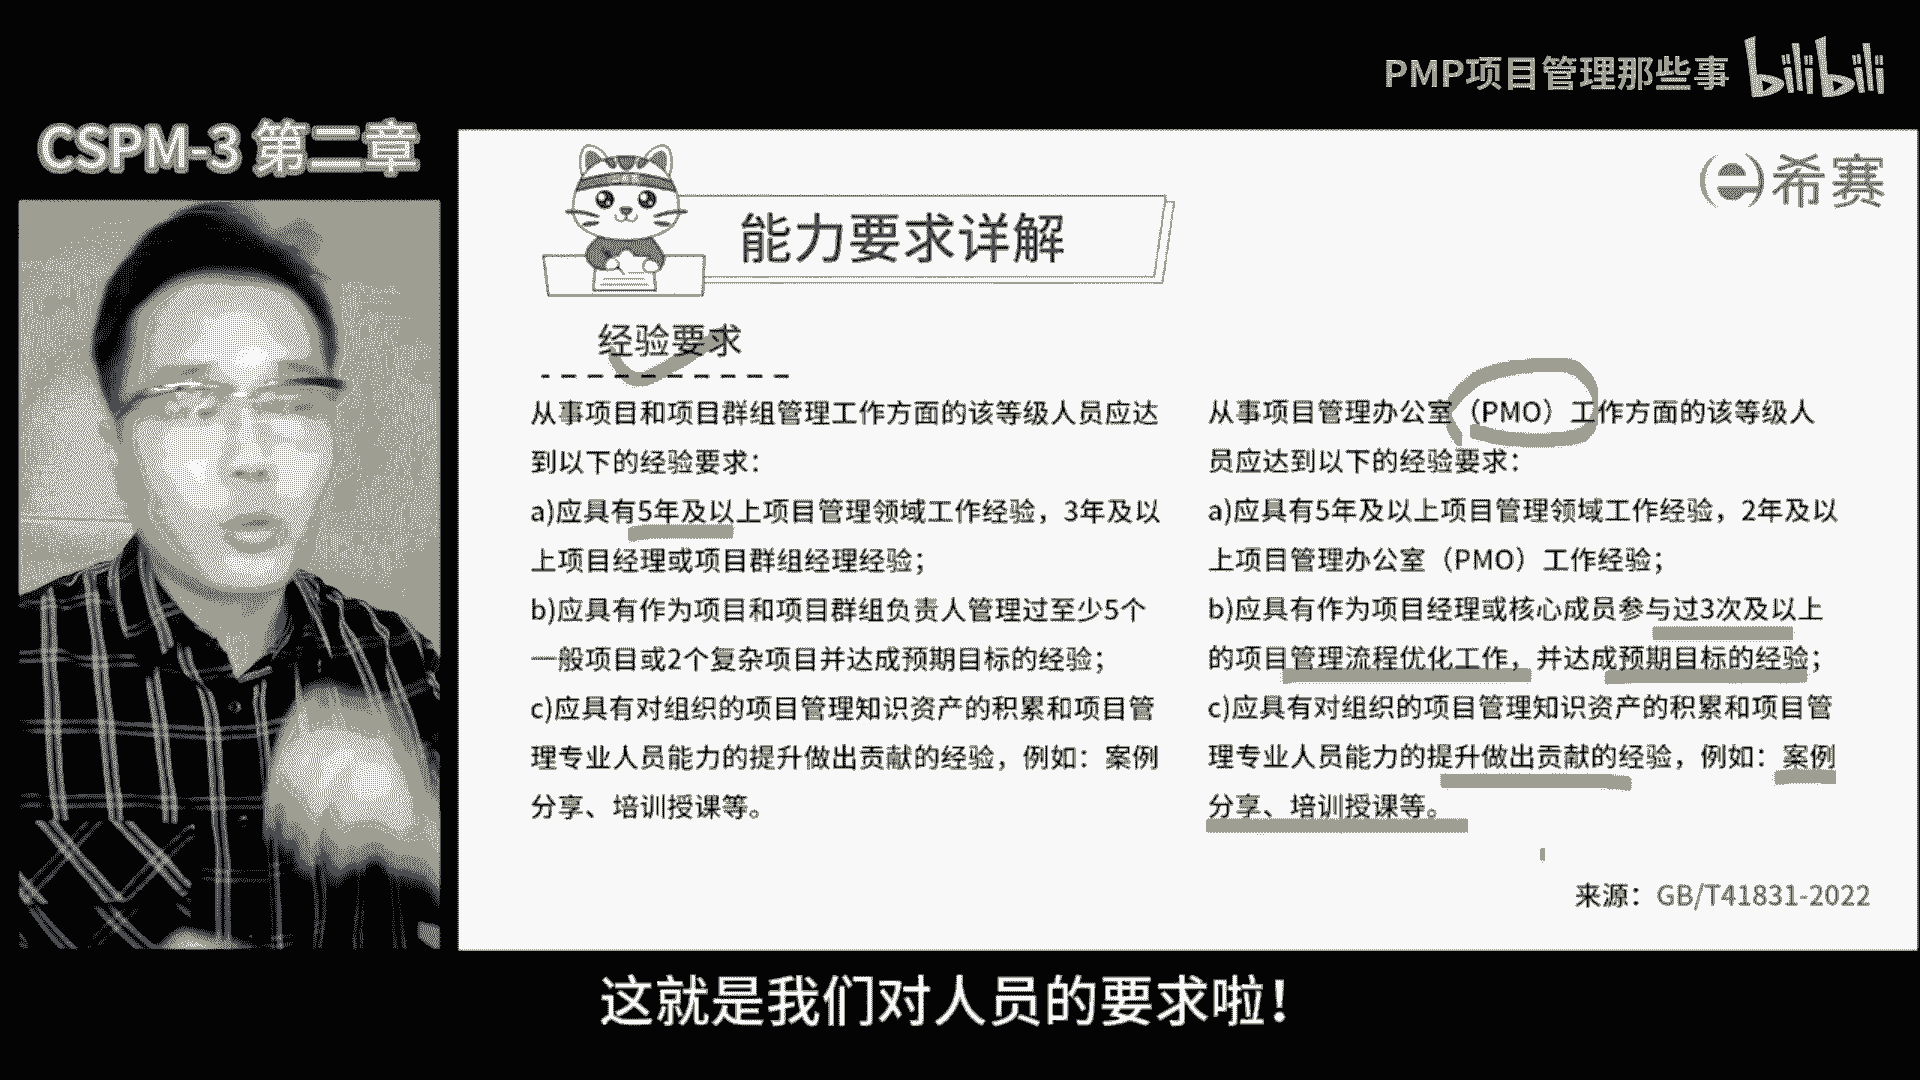 PMP项目管理那些事 bilibili
CSPM-3 第二章
希赛
能力要求详解
经验要求
从事项目和项目群组管理工作方面的该等级人员应达
到以下的经验要求：
a)应具有5年及以上项目管理领域工作经验，3年及以
上项目经理或项目群组经理经验；
b)应具有作为项目和项目群组负责人管理过至少5个
一般项目或2个复杂项目并达成预期目标的经验；
c)应具有对组织的项目管理知识资产的积累和项目管
理专业人员能力的提升做出贡献的经验，例如：案例
分享、培训授课等。
从事项目管理办公室（PMO）工作方面的该等级人
员应达到以下的经验要求：
a)应具有5年及以上项目管理领域工作经验，2年及以
上项目管理办公室（PMO）工作经验；
b)应具有作为项目经理或核心成员参与过3次及以上
的项目管理流程优化工作，并达成预期目标的经验；
c)应具有对组织的项目管理知识资产的积累和项目管
理专业人员能力的提升做出贡献的经验，例如：案例
分享、培训授课等。
来源：GB/T41831-2022
这就是我们对人员的要求啦！